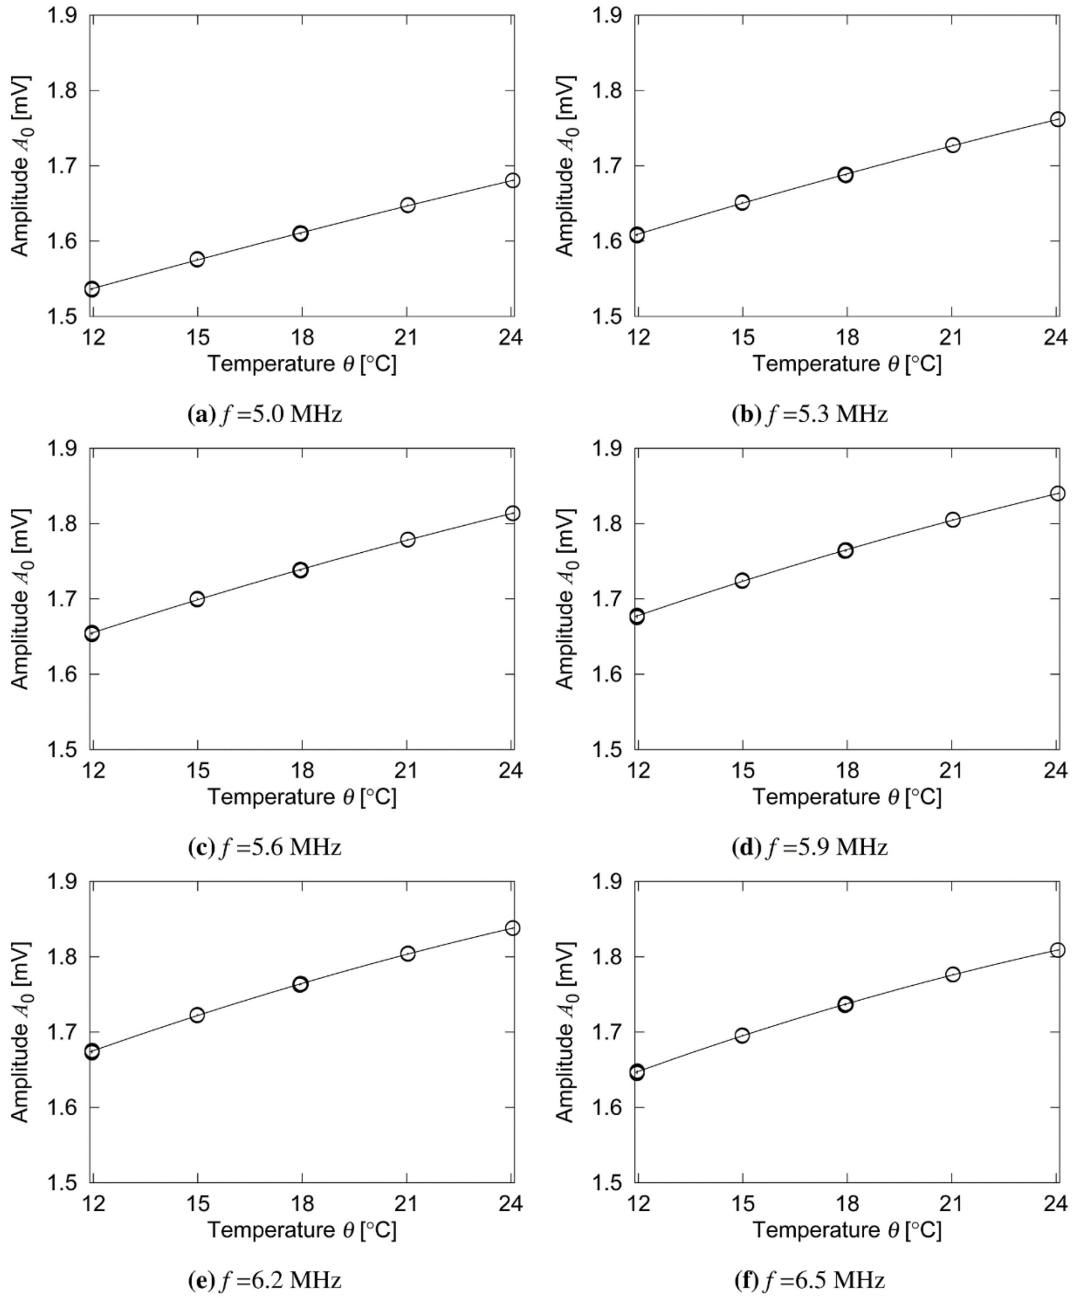 1.9
1.8
1.7
1.6
1.5
Amplitude A0 [mV]
12 15 18 21 24
Temperature θ [°C]
(a) f =5.0 MHz
1.9
1.8
1.7
1.6
1.5
Amplitude A0 [mV]
12 15 18 21 24
Temperature θ [°C]
(b) f =5.3 MHz
1.9
1.8
1.7
1.6
1.5
Amplitude A0 [mV]
12 15 18 21 24
Temperature θ [°C]
(c) f =5.6 MHz
1.9
1.8
1.7
1.6
1.5
Amplitude A0 [mV]
12 15 18 21 24
Temperature θ [°C]
(d) f =5.9 MHz
1.9
1.8
1.7
1.6
1.5
Amplitude A0 [mV]
12 15 18 21 24
Temperature θ [°C]
(e) f =6.2 MHz
1.9
1.8
1.7
1.6
1.5
Amplitude A0 [mV]
12 15 18 21 24
Temperature θ [°C]
(f) f =6.5 MHz